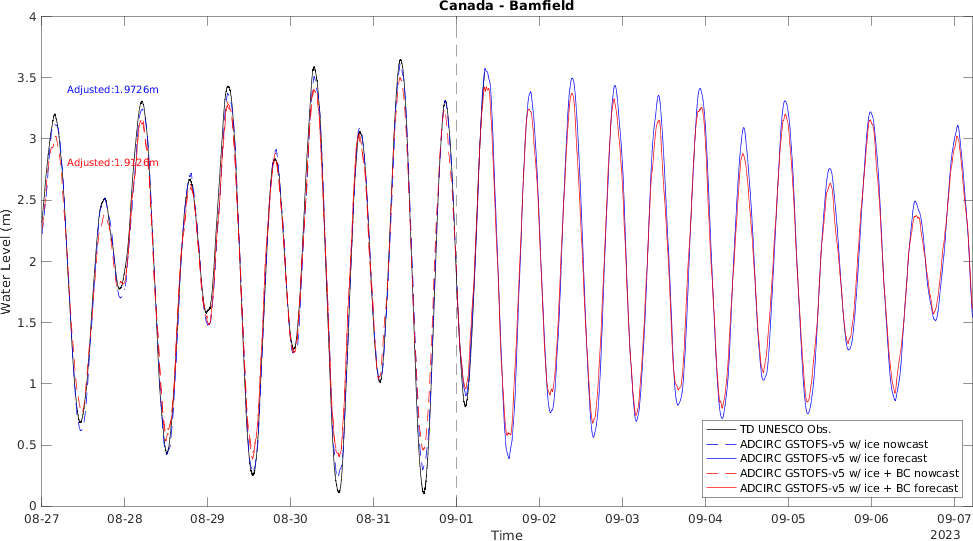 Canada - Bamfield
4
3.5
3
2.5
2
1.5
1
0.5
0
Water Level (m)
Adjusted:1.9726m
Adjusted:1.9126m
TD UNESCO Obs.
ADCIRC GSTOFS-v5 w/ ice nowcast
ADCIRC GSTOFS-v5 w/ ice forecast
ADCIRC GSTOFS-v5 w/ ice + BC nowcast
ADCIRC GSTOFS-v5 w/ ice + BC forecast
08-27 08-28 08-29 08-30 08-31 09-01 09-02 09-03 09-04 09-05 09-06 09-07
Time
2023